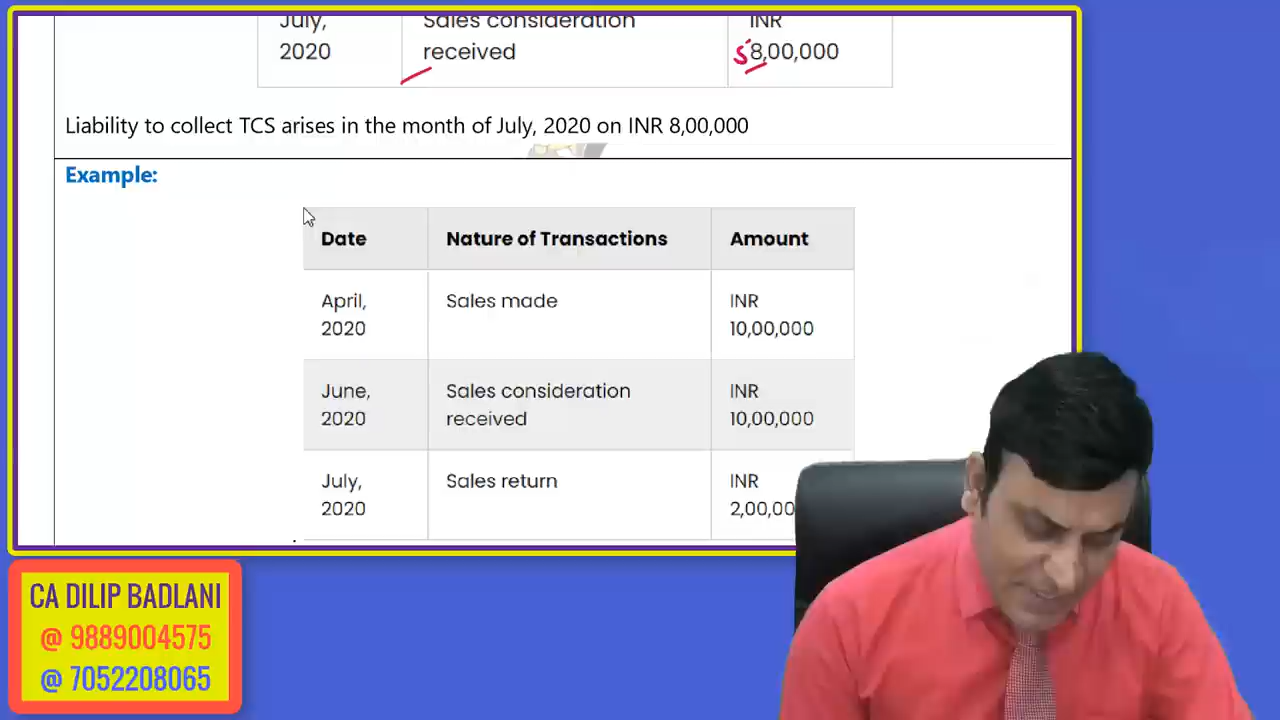 July, Sales consideration INR
2020 received 8,00,000
Liability to collect TCS arises in the month of July, 2020 on INR 8,00,000
Example:
Date Nature of Transactions Amount
April, Sales made INR
2020 10,00,000
June, Sales consideration INR
2020 received 10,00,000
July, Sales return INR
2020 2,00,00
CA DILIP BADLANI
@ 9889004575
@ 7052208065